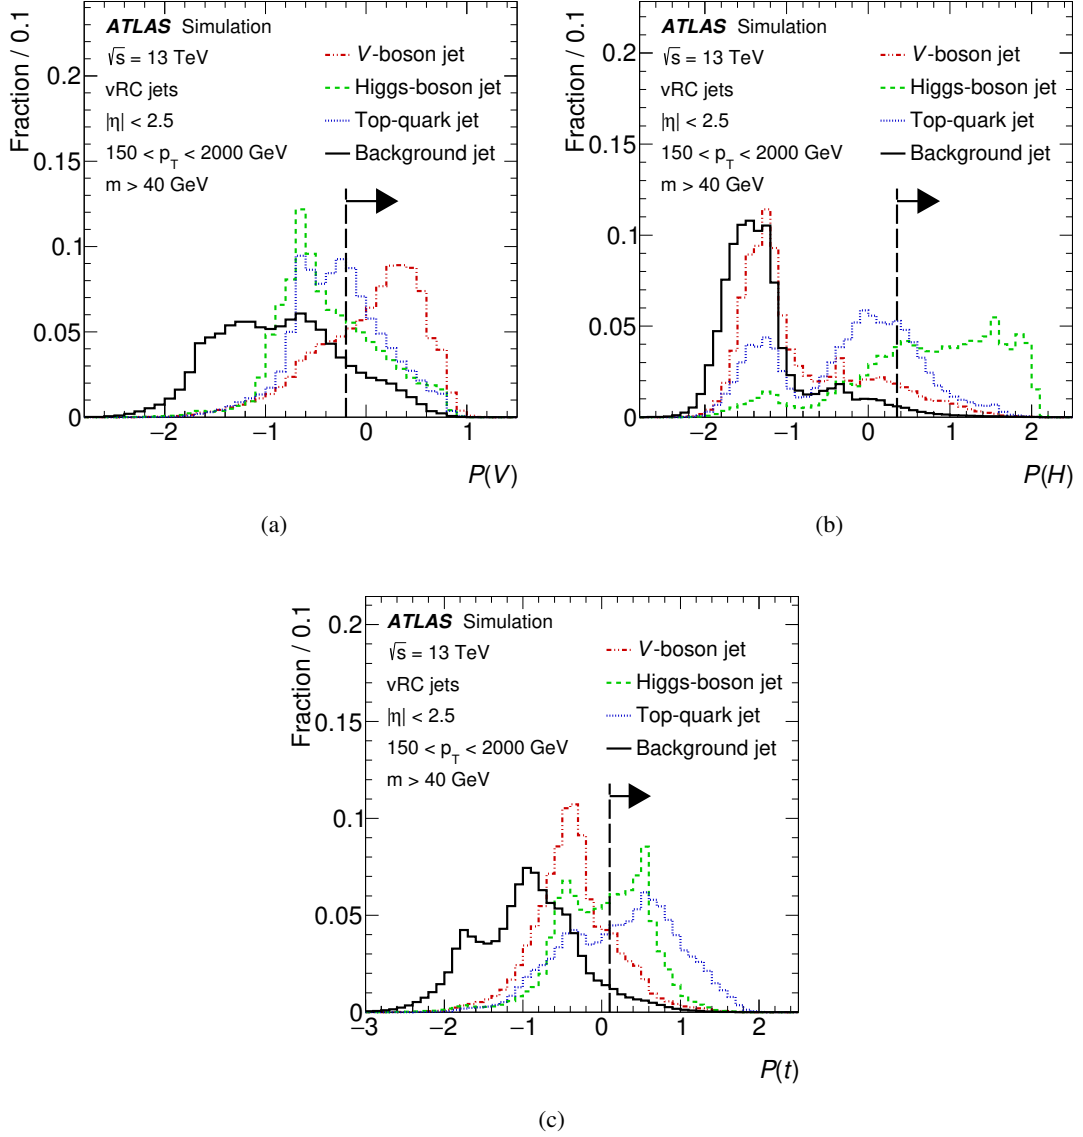 Fraction / 0.1
0.2
0.15
0.1
0.05
0
ATLAS Simulation
√s = 13 TeV
vRC jets
|η| < 2.5
150 < p_T < 2000 GeV
m > 40 GeV
V-boson jet
Higgs-boson jet
Top-quark jet
Background jet
−2 −1 0 1
P(V)
(a)
Fraction / 0.1
0.2
0.15
0.1
0.05
0
ATLAS Simulation
√s = 13 TeV
vRC jets
|η| < 2.5
150 < p_T < 2000 GeV
m > 40 GeV
V-boson jet
Higgs-boson jet
Top-quark jet
Background jet
−2 −1 0 1 2
P(H)
(b)
Fraction / 0.1
0.2
0.15
0.1
0.05
0
ATLAS Simulation
√s = 13 TeV
vRC jets
|η| < 2.5
150 < p_T < 2000 GeV
m > 40 GeV
V-boson jet
Higgs-boson jet
Top-quark jet
Background jet
−3 −2 −1 0 1 2
P(t)
(c)